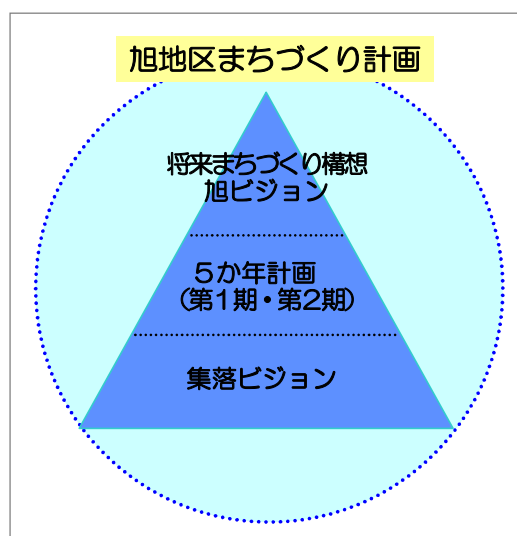 旭地区まちづくり計画
将来まちづくり構想
旭ビジョン
５か年計画
（第１期・第２期）
集落ビジョン